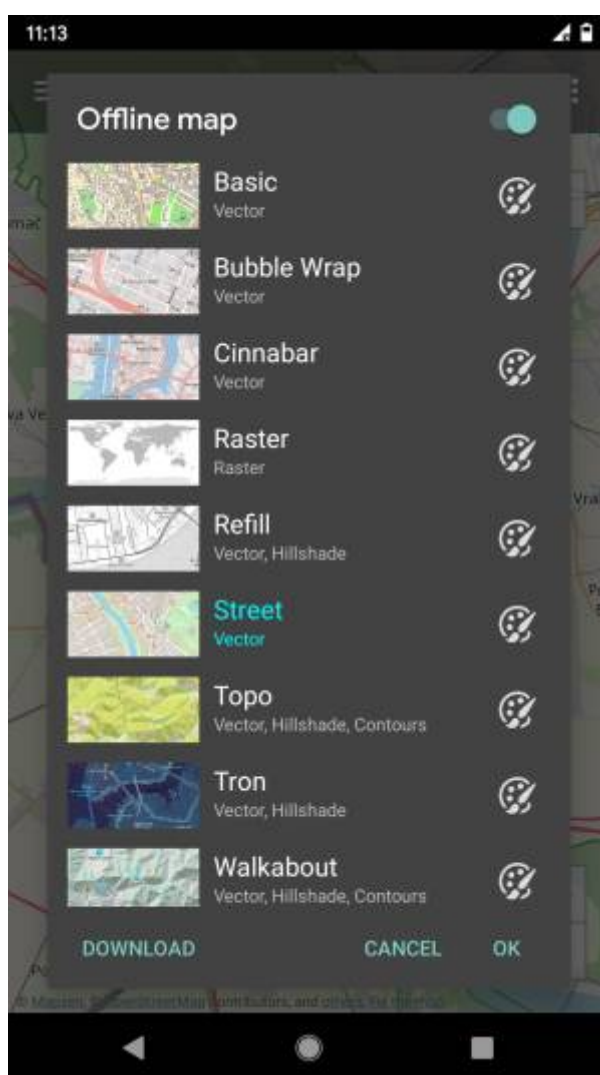 11:13
Offline map
Basic
Vector
Bubble Wrap
Vector
Cinnabar
Vector
Raster
Raster
Refill
Vector, Hillshade
Street
Vector
Topo
Vector, Hillshade, Contours
Tron
Vector, Hillshade
Walkabout
Vector, Hillshade, Contours
DOWNLOAD CANCEL OK